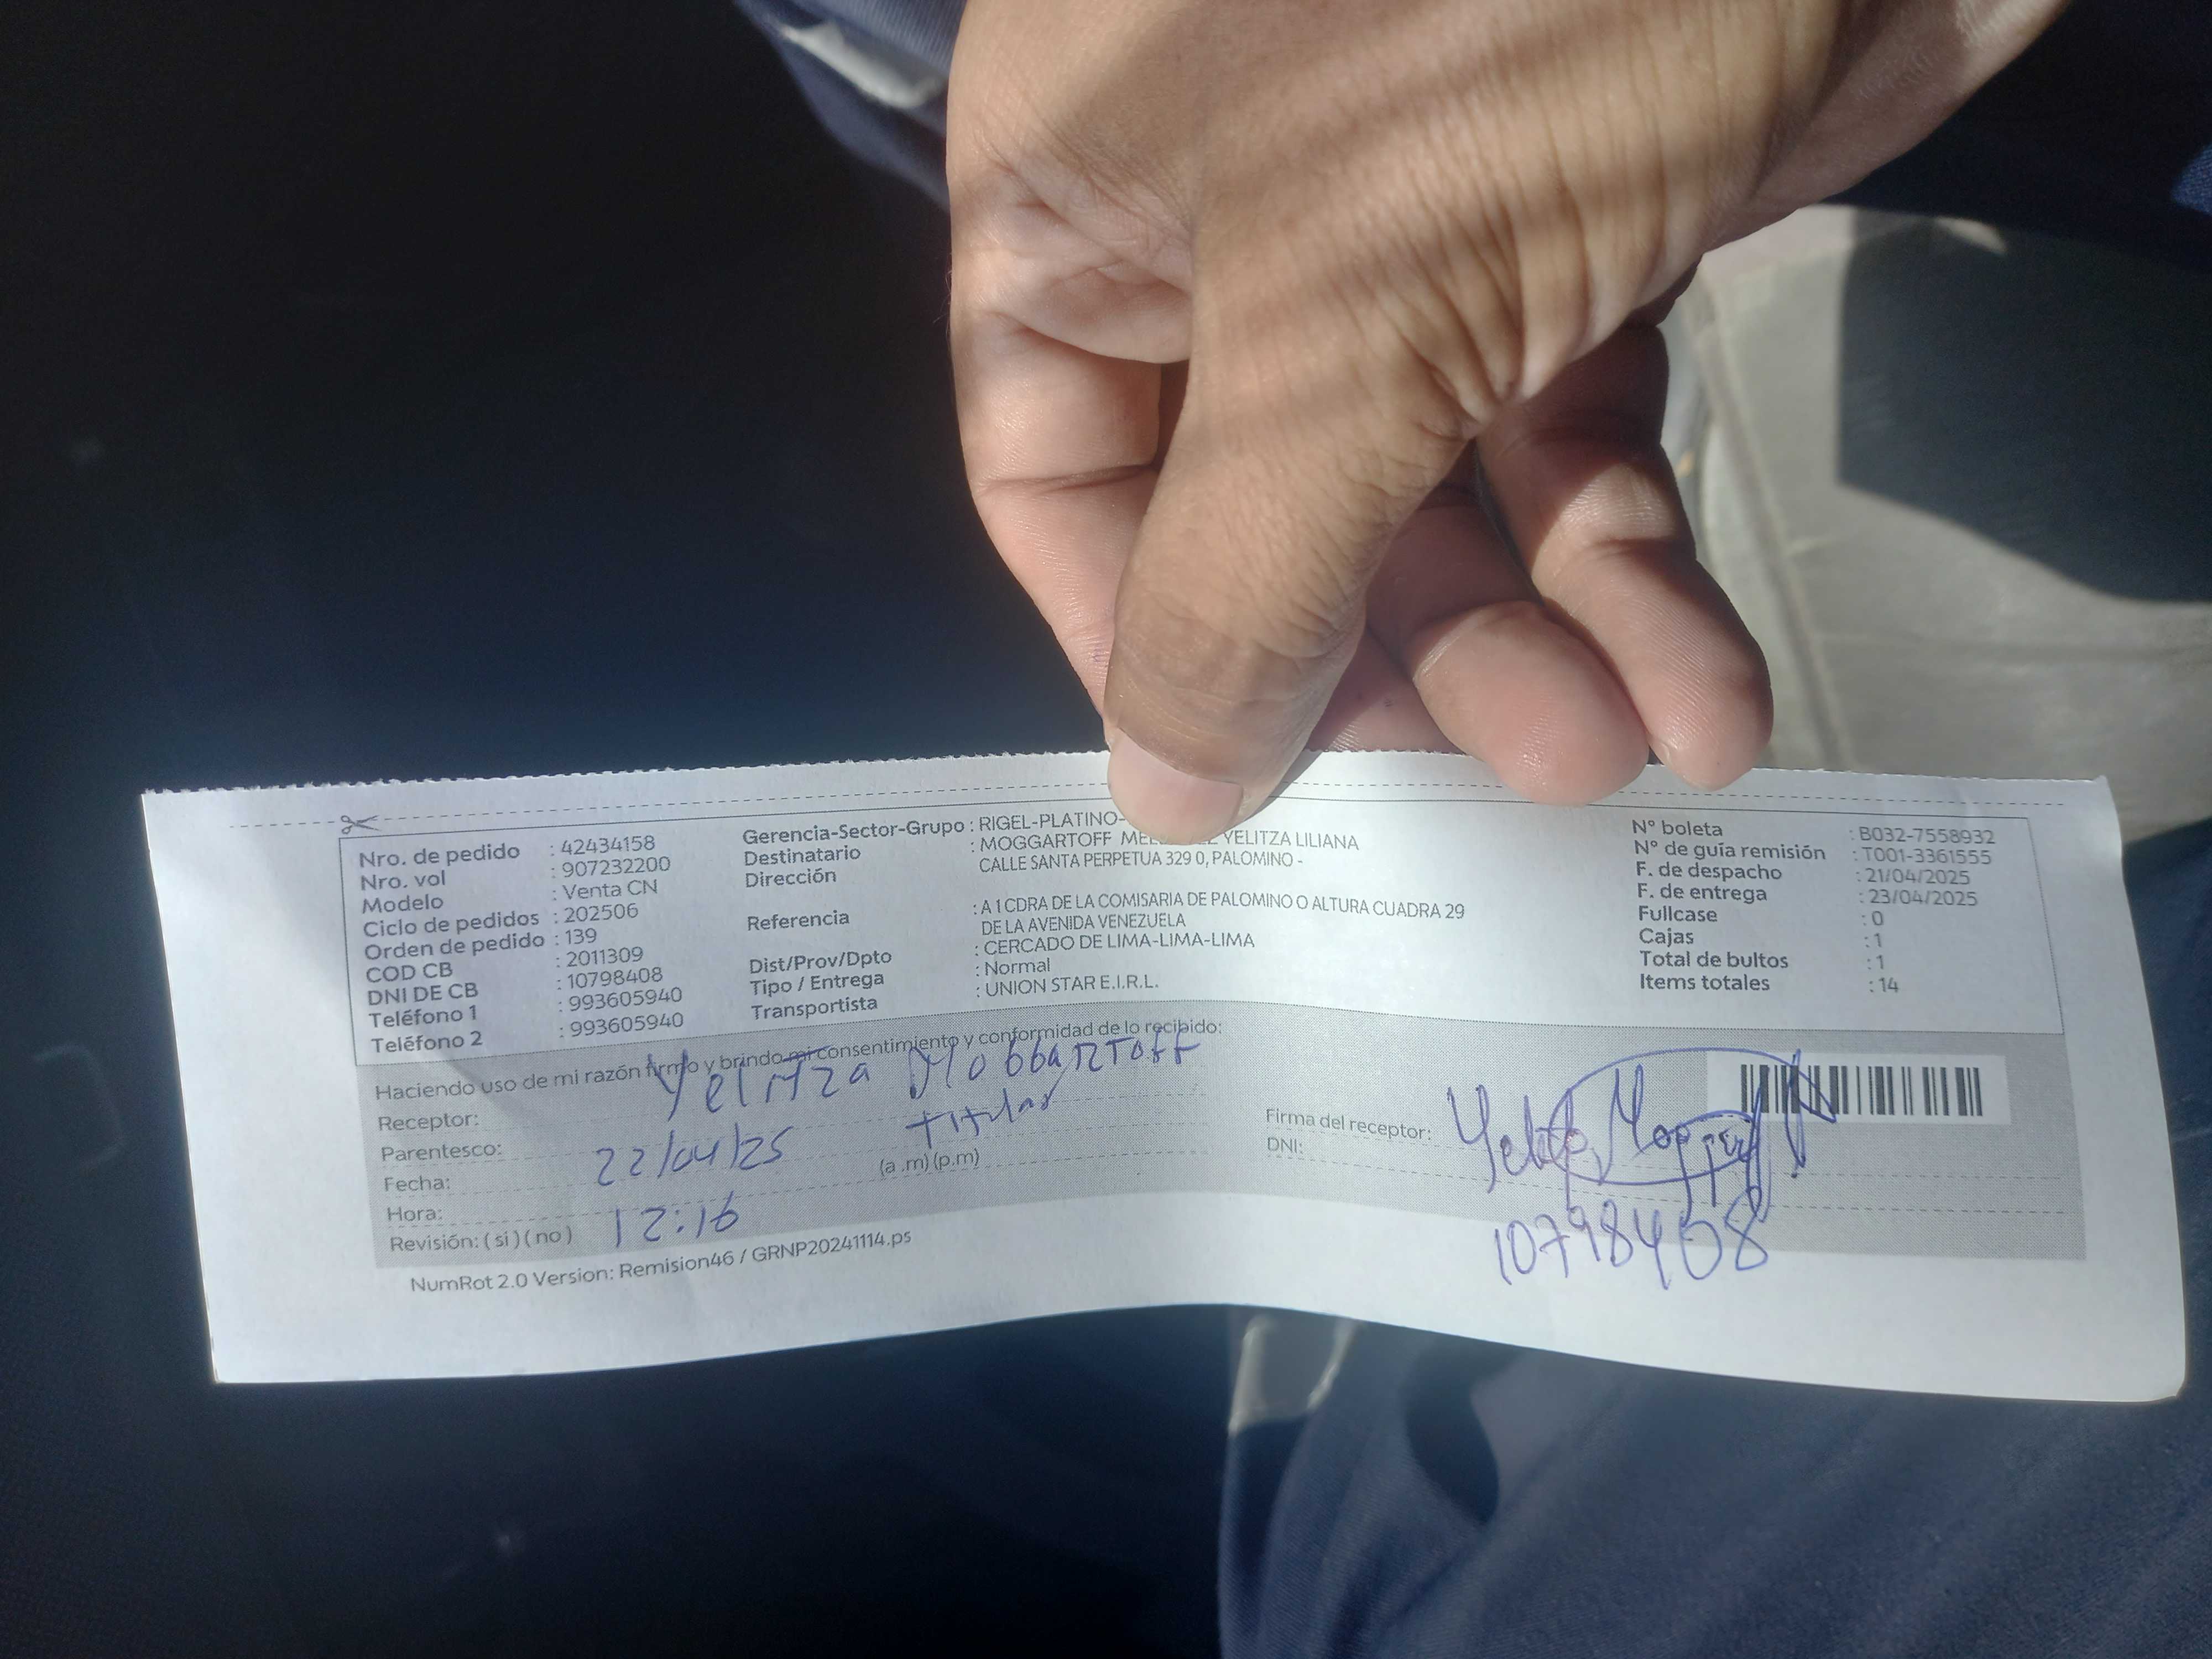 Nro. de pedido : 42434158
Nro. vol : 907232200
Modelo : Venta CN
Ciclo de pedidos : 202506
Orden de pedido : 139
COD CB : 2011309
DNI DE CB : 10798408
Teléfono 1 : 993605940
Teléfono 2 : 993605940
Gerencia-Sector-Grupo : RIGEL-PLATINO-
Destinatario : MOGGARTOFF YELITZA LILIANA
Dirección CALLE SANTA PERPETUA 329 0, PALOMINO -
Referencia : A 1 CDRA DE LA COMISARIA DE PALOMINO O ALTURA CUADRA 29
DE LA AVENIDA VENEZUELA
Dist/Prov/Dpto : CERCADO DE LIMA-LIMA-LIMA
Tipo / Entrega : Normal
Transportista : UNION STAR E.I.R.L.
N° boleta : B032-7558932
N° de guía remisión : T001-3361555
F. de despacho : 21/04/2025
F. de entrega : 23/04/2025
Fullcase : 0
Cajas : 1
Total de bultos : 1
Items totales : 14
Haciendo uso de mi razón firmo y brindo mi consentimiento y conformidad de lo recibido:
Receptor: Yelitza MobbaRToff
Parentesco: titular
Fecha: 22/04/25
Hora: 12:16 (a .m) (p.m)
Revisión: ( si ) ( no )
Firma del receptor:
DNI: 10798408
NumRot 2.0 Version: Remision46 / GRNP20241114.ps